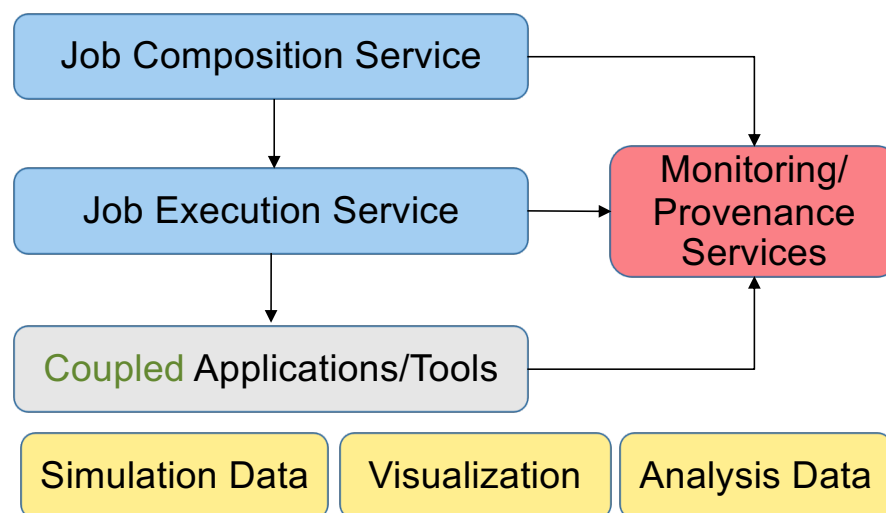 Job Composition Service
Job Execution Service
Monitoring/
Provenance
Services
Coupled Applications/Tools
Simulation Data
Visualization
Analysis Data